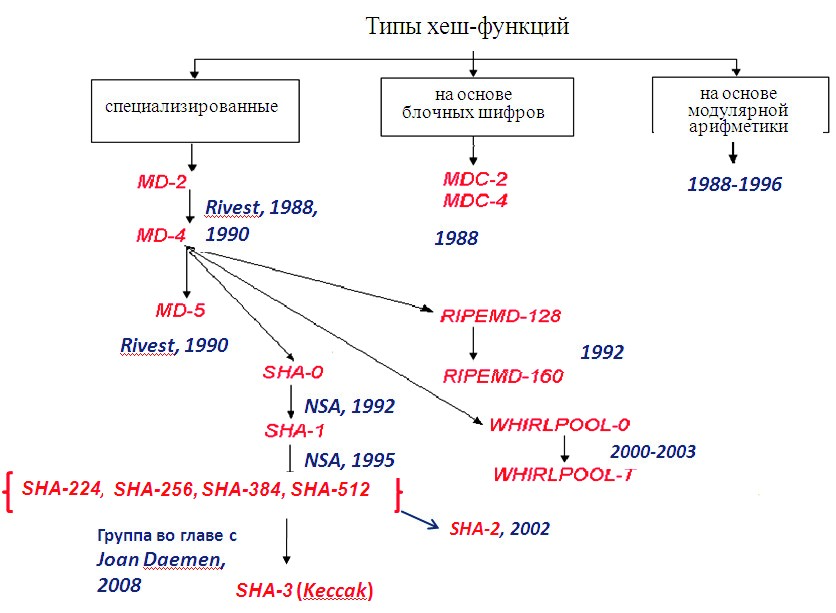 Типы хеш-функций
специализированные
на основе
блочных шифров
на основе
модулярной
арифметики
MD-2
Rivest, 1988,
1990
MD-4
MDC-2
MDC-4
1988
1988-1996
MD-5
Rivest, 1990
RIPEMD-128
1992
RIPEMD-160
SHA-0
NSA, 1992
SHA-1
NSA, 1995
WHIRLPOOL-0
2000-2003
WHIRLPOOL-T
{ SHA-224, SHA-256, SHA-384, SHA-512 }
SHA-2, 2002
Группа во главе с
Joan Daemen,
2008
SHA-3 (Keccak)